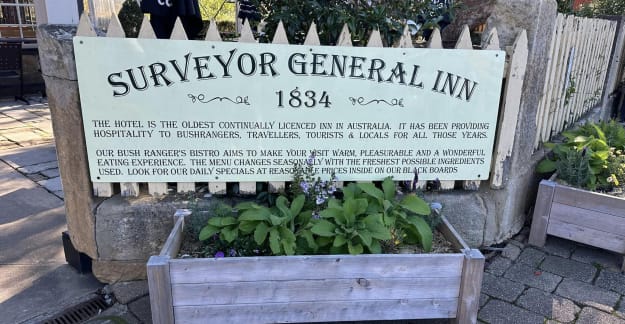 SURVEYOR GENERAL INN
1834
THE HOTEL IS THE OLDEST CONTINUALLY LICENCED INN IN AUSTRALIA. IT HAS BEEN PROVIDING
HOSPITALITY TO BUSHRANGERS, TRAVELLERS, TOURISTS & LOCALS FOR ALL THOSE YEARS.
OUR BUSH RANGER'S BISTRO AIMS TO MAKE YOUR VISIT WARM, PLEASURABLE AND A WONDERFUL
EATING EXPERIENCE. THE MENU CHANGES SEASONALLY WITH THE FRESHEST POSSIBLE INGREDIENTS
USED. LOOK FOR OUR DAILY SPECIALS AT REASONABLE PRICES INSIDE ON OUR BLACK BOARDS